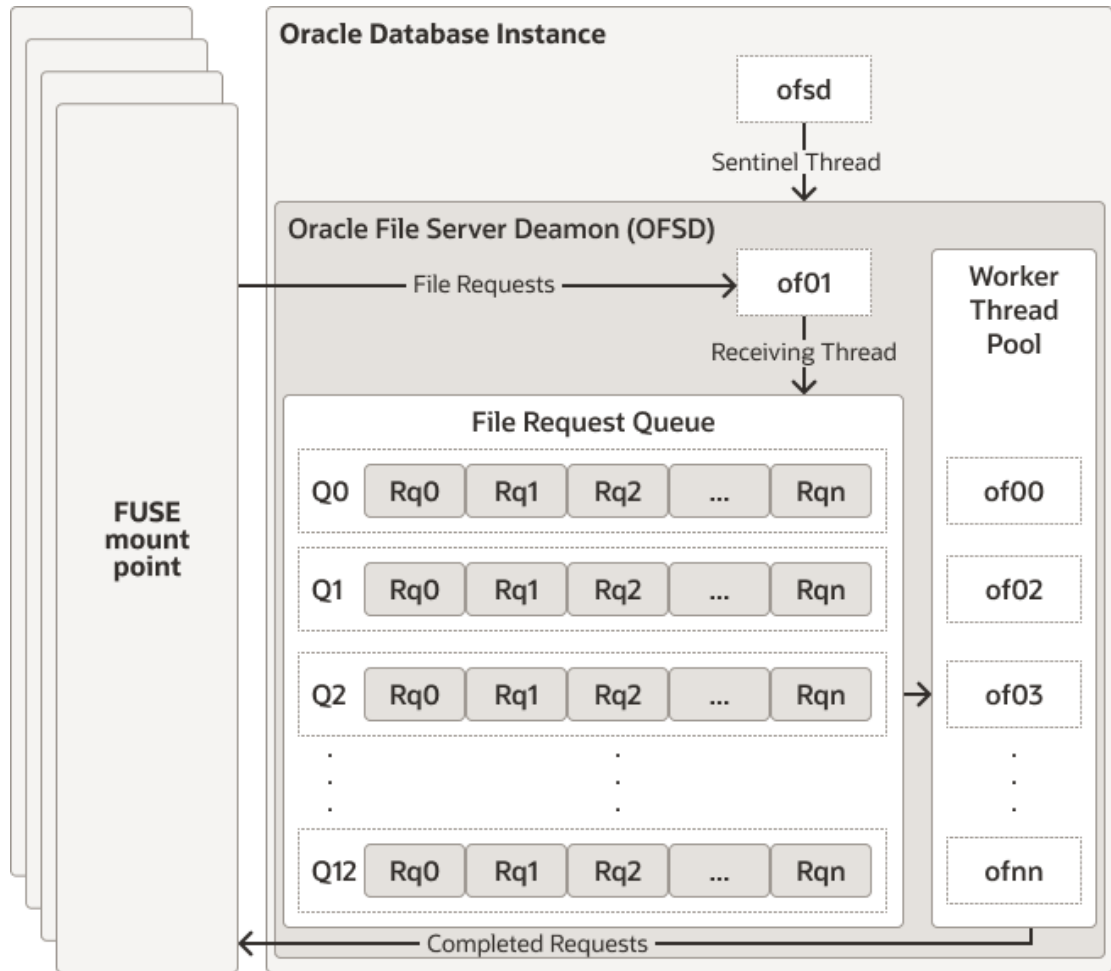 Oracle Database Instance
ofsd
Sentinel Thread
Oracle File Server Deamon (OFSD)
File Requests
of01
Receiving Thread
Worker
Thread
Pool
FUSE
mount
point
File Request Queue
Q0 Rq0 Rq1 Rq2 ... Rqn
of00
Q1 Rq0 Rq1 Rq2 ... Rqn
of02
Q2 Rq0 Rq1 Rq2 ... Rqn
of03
Q12 Rq0 Rq1 Rq2 ... Rqn
ofnn
Completed Requests